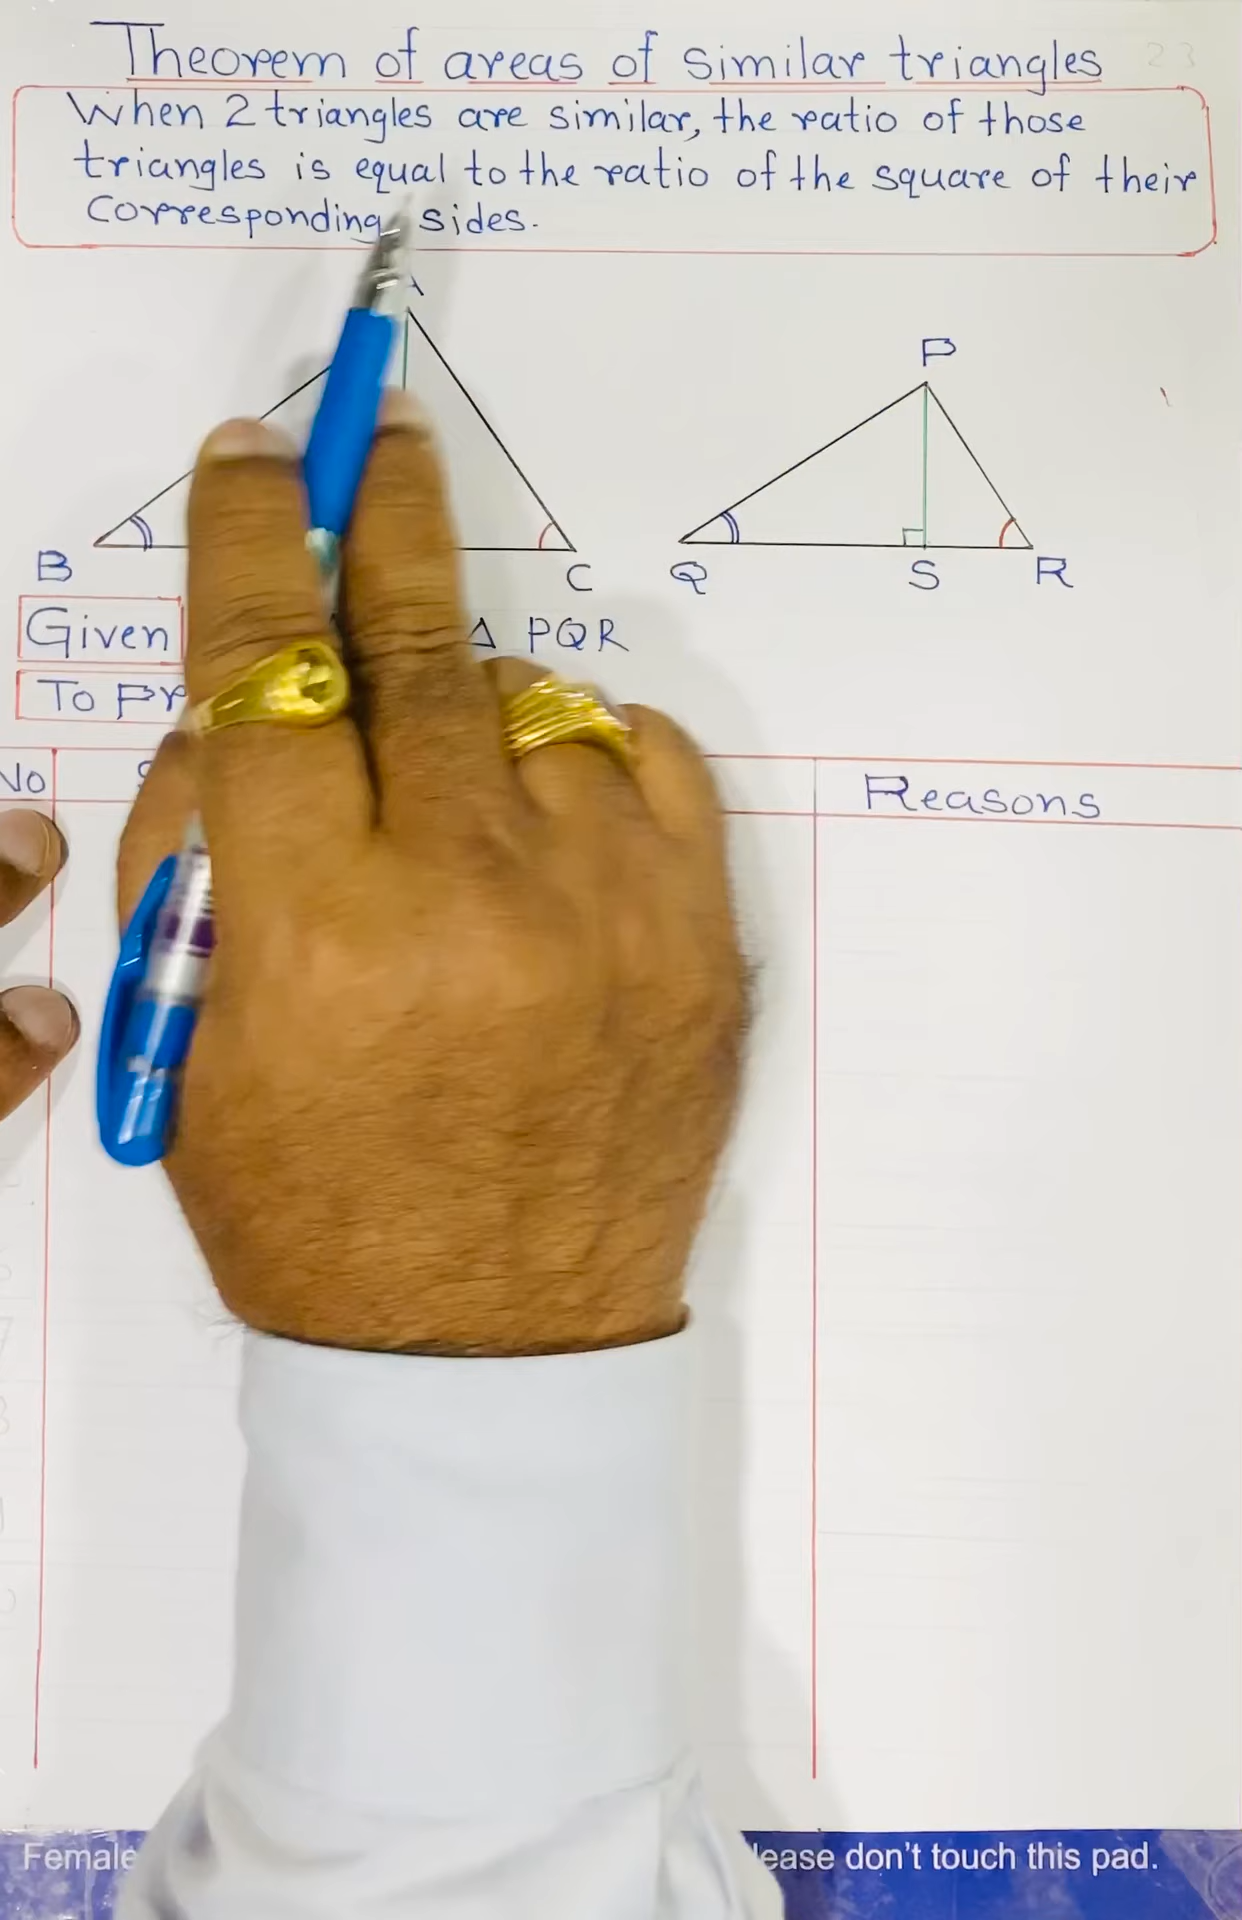 Theorem of areas of similar triangles 23
When 2 triangles are similar, the ratio of those
triangles is equal to the ratio of the square of their
Corresponding sides.
A
P
B
C
Q
S
R
Given
Δ PQR
To Pr
No
Reasons
Female
lease don't touch this pad.